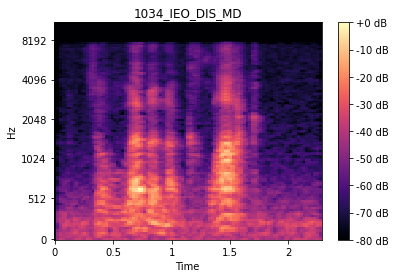 1034_IEO_DIS_MD
8192
4096
2048
1024
512
0
Hz
0
0.5
1
1.5
2
Time
+0 dB
-10 dB
-20 dB
-30 dB
-40 dB
-50 dB
-60 dB
-70 dB
-80 dB